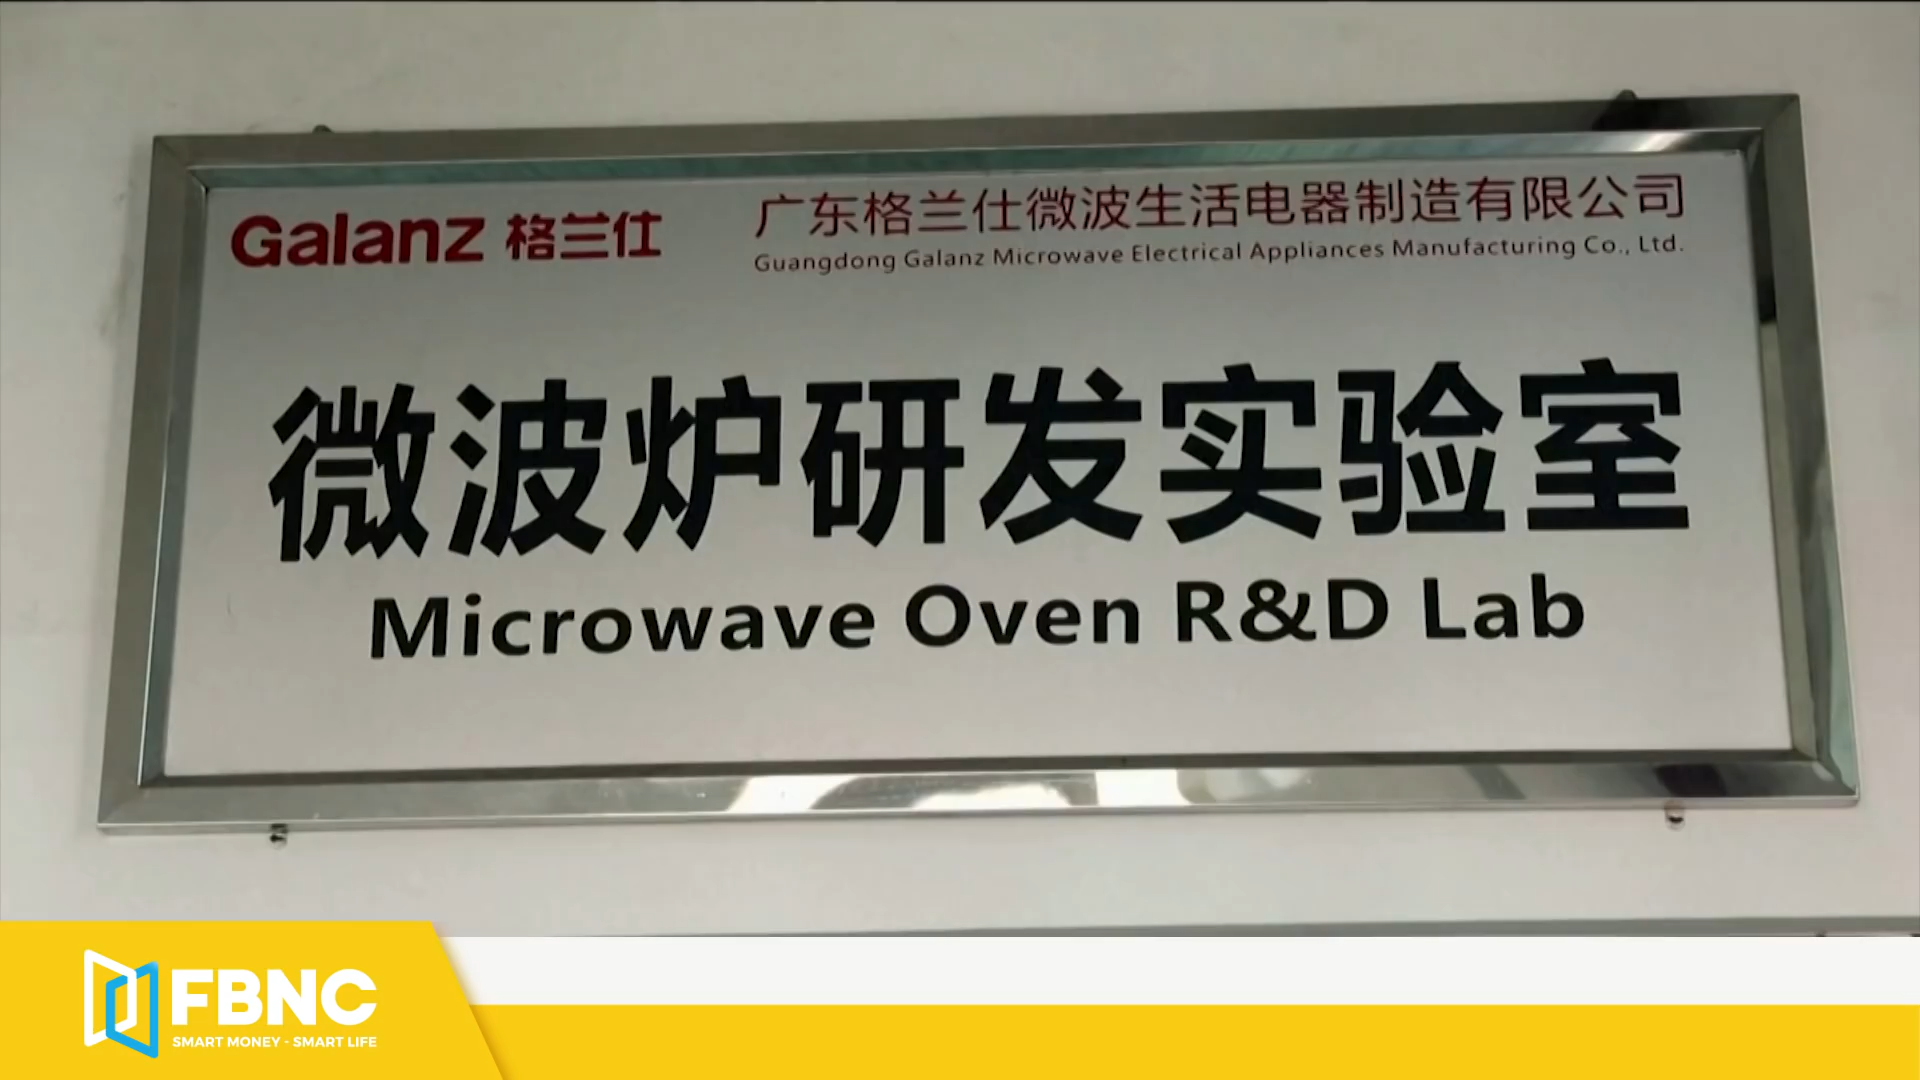 Galanz 格兰仕
广东格兰仕微波生活电器制造有限公司
Guangdong Galanz Microwave Electrical Appliances Manufacturing Co., Ltd.
微波炉研发实验室
Microwave Oven R&D Lab
FBNC
SMART MONEY - SMART LIFE